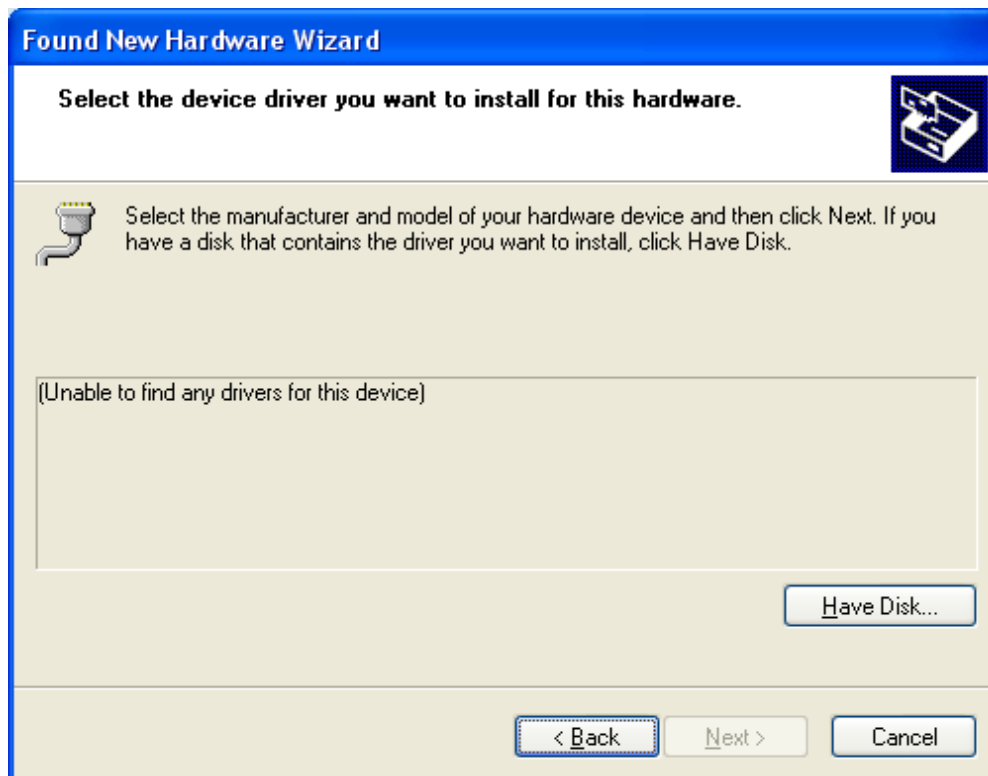 Found New Hardware Wizard
Select the device driver you want to install for this hardware.
Select the manufacturer and model of your hardware device and then click Next. If you
have a disk that contains the driver you want to install, click Have Disk.
(Unable to find any drivers for this device)
Have Disk...
< Back
Next >
Cancel